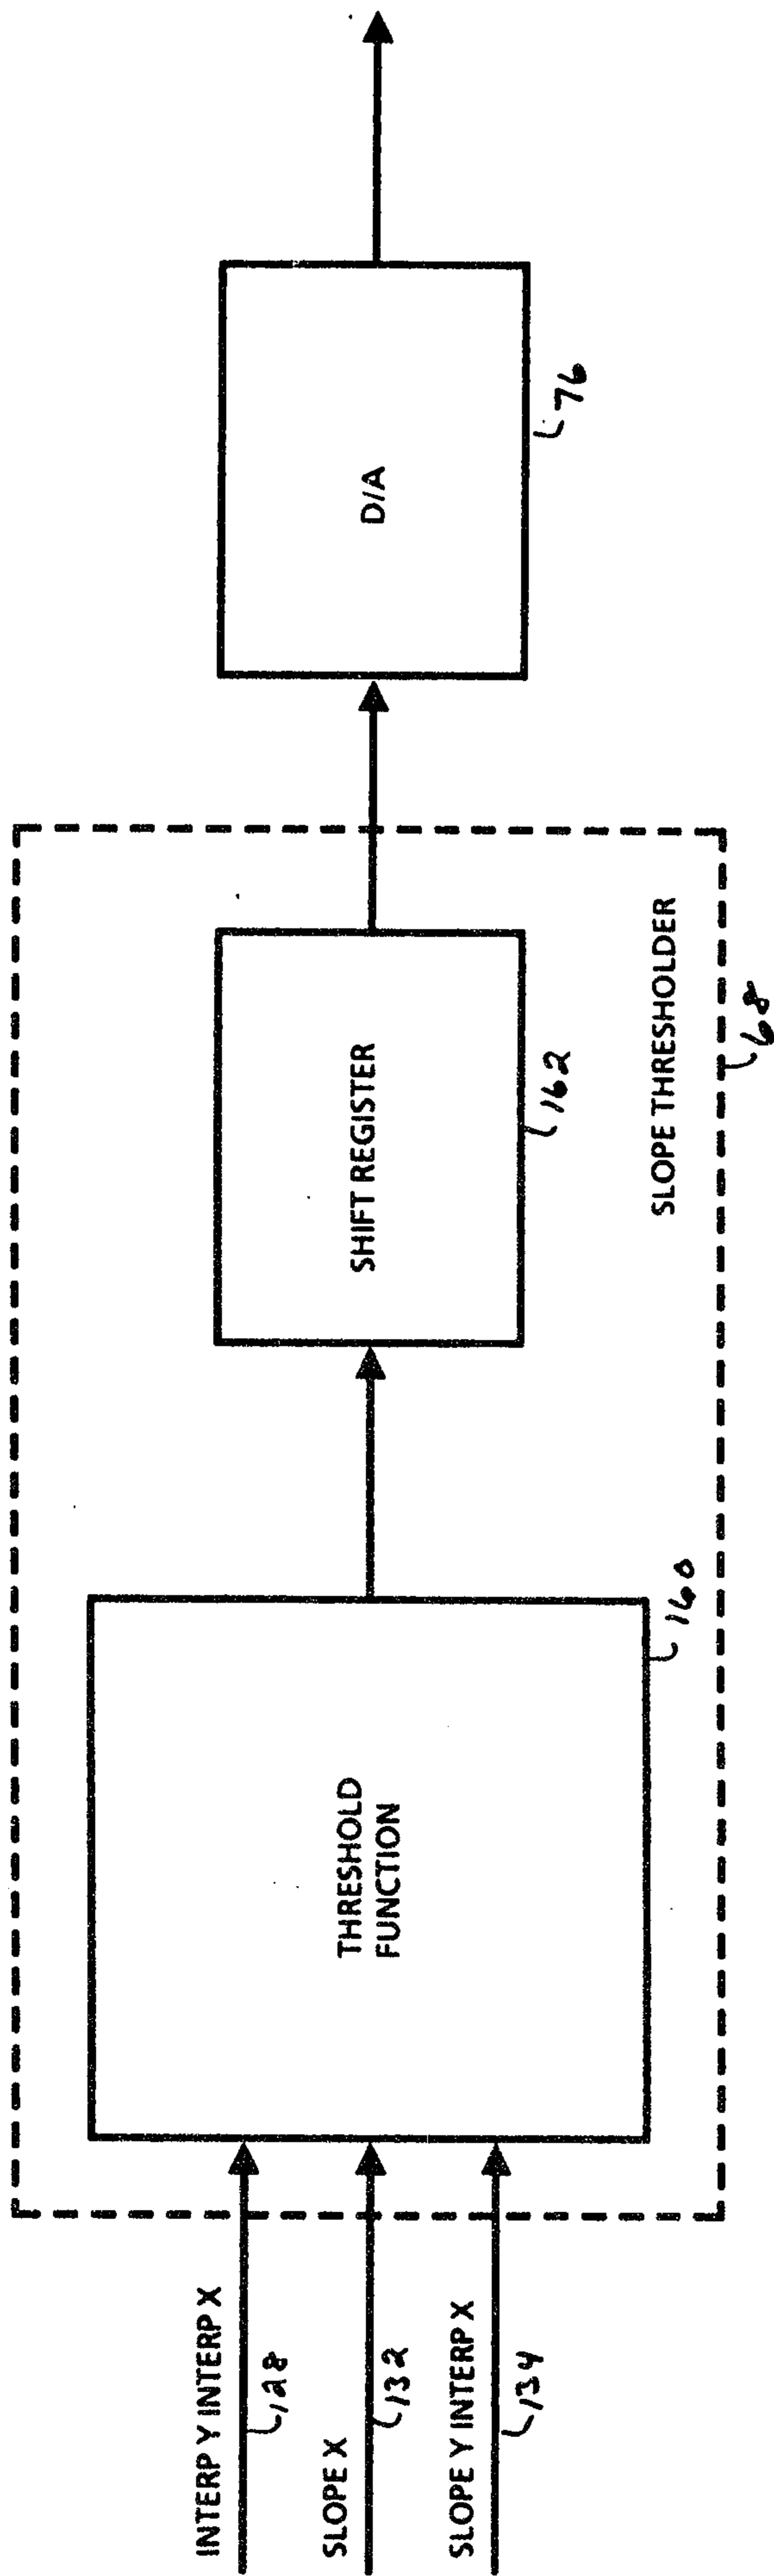 INTERP Y INTERP X
128
SLOPE X
132
SLOPE Y INTERP X
134
THRESHOLD
FUNCTION
160
SHIFT REGISTER
162
SLOPE THRESHOLDER
68
D/A
76